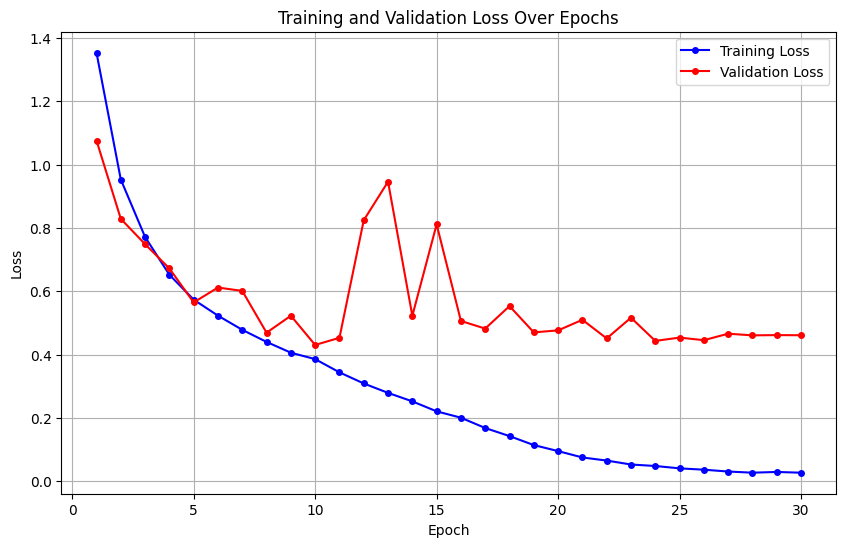 Training and Validation Loss Over Epochs
Training Loss
Validation Loss
Loss
1.4
1.2
1.0
0.8
0.6
0.4
0.2
0.0
0 5 10 15 20 25 30
Epoch